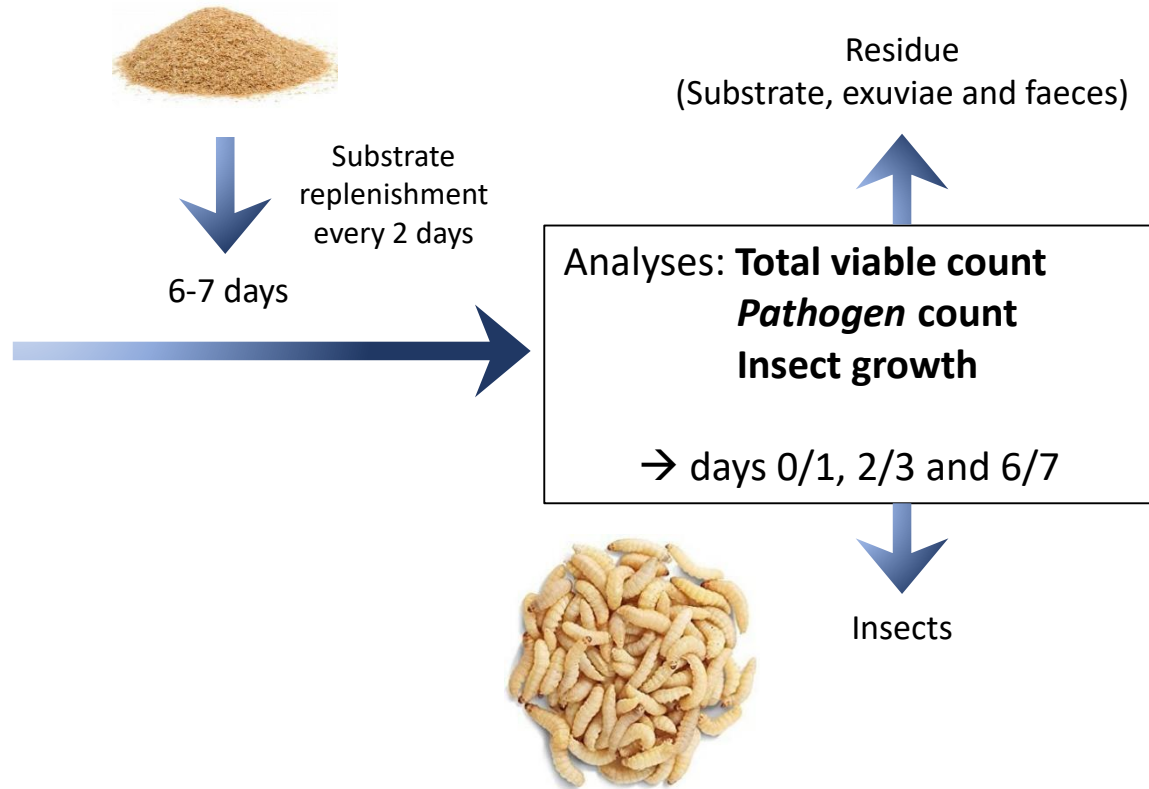 Substrate
replenishment
every 2 days
6-7 days
Residue
(Substrate, exuviae and faeces)
Analyses: Total viable count
Pathogen count
Insect growth
→ days 0/1, 2/3 and 6/7
Insects